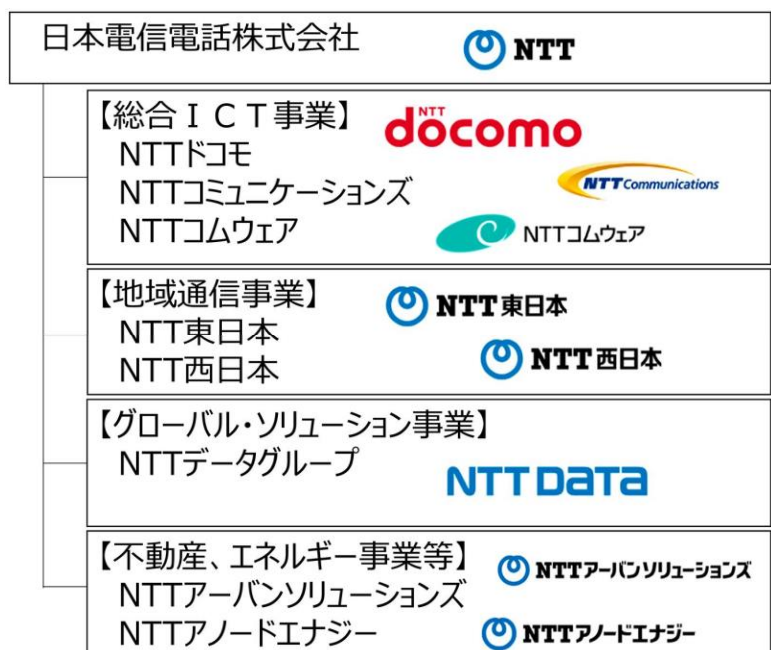 日本電信電話株式会社 NTT
【総合ＩＣＴ事業】
NTT docomo
NTTドコモ
NTTコミュニケーションズ
NTT Communications
NTTコムウェア
NTTコムウェア
【地域通信事業】
NTT東日本
NTT東日本
NTT西日本
NTT西日本
【グローバル・ソリューション事業】
NTTデータグループ
NTT DATA
【不動産、エネルギー事業等】
NTTアーバンソリューションズ
NTTアーバンソリューションズ
NTTアノードエナジー
NTTアノードエナジー